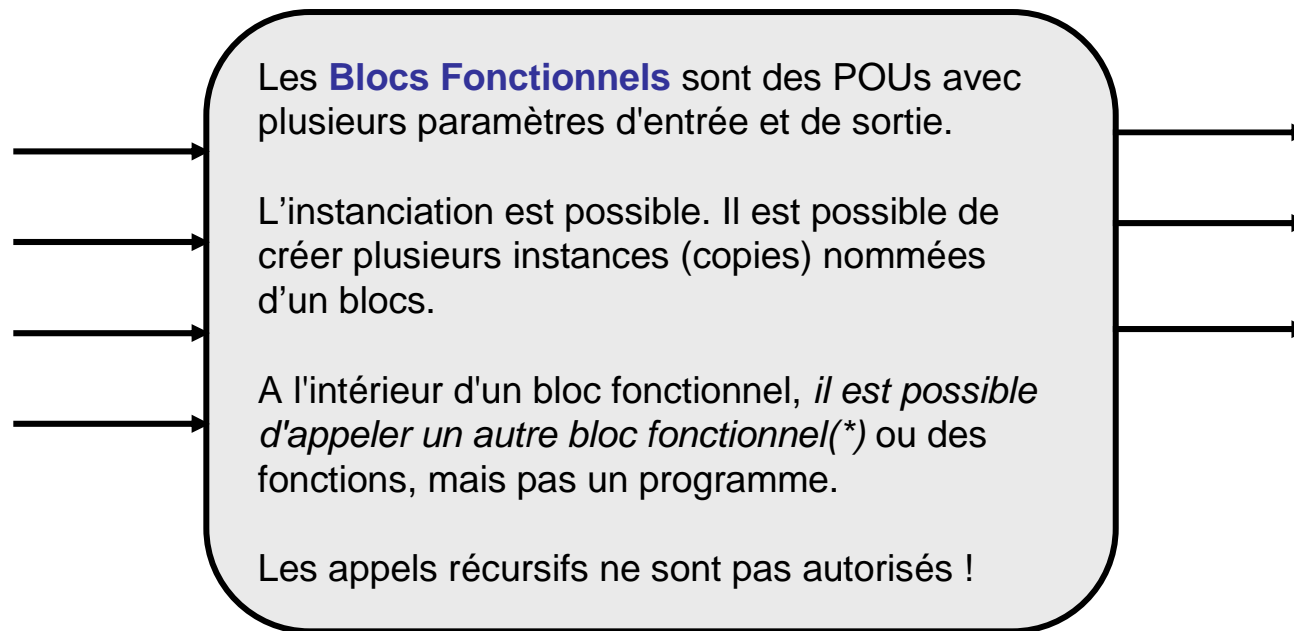 Les Blocs Fonctionnels sont des POUs avec
plusieurs paramètres d'entrée et de sortie.
L’instanciation est possible. Il est possible de
créer plusieurs instances (copies) nommées
d’un blocs.
A l'intérieur d'un bloc fonctionnel, il est possible
d'appeler un autre bloc fonctionnel(*) ou des
fonctions, mais pas un programme.
Les appels récursifs ne sont pas autorisés !